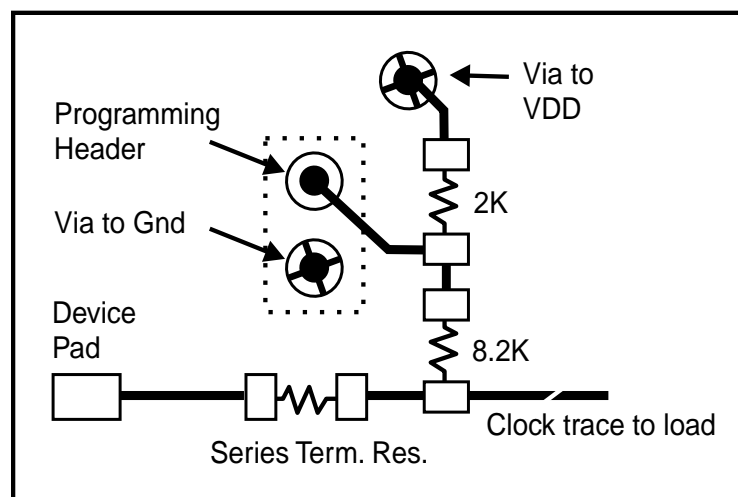 Via to
VDD
Programming
Header
2K
Via to Gnd
Device
Pad
8.2K
Clock trace to load
Series Term. Res.